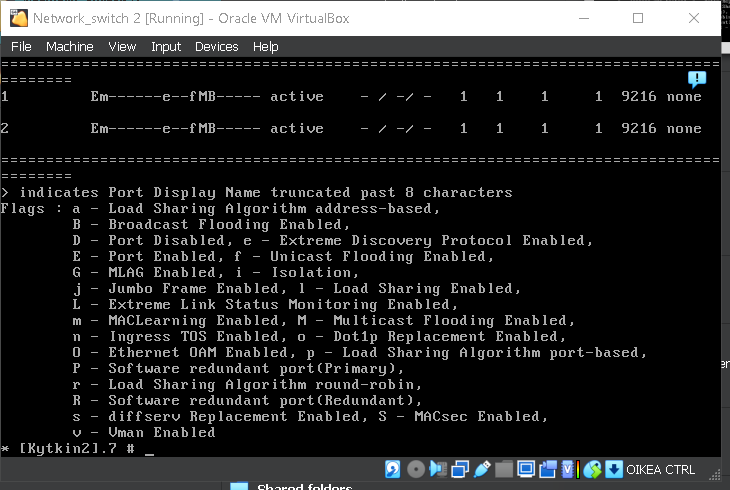 Network_switch 2 [Running] - Oracle VM VirtualBox
File Machine View Input Devices Help
================================================================================
========
1 Em------e--fMB----- active - / -/ - 1 1 1 1 9216 none
2 Em------e--fMB----- active - / -/ - 1 1 1 1 9216 none
================================================================================
========
> indicates Port Display Name truncated past 8 characters
Flags : a - Load Sharing Algorithm address-based,
B - Broadcast Flooding Enabled,
D - Port Disabled, e - Extreme Discovery Protocol Enabled,
E - Port Enabled, f - Unicast Flooding Enabled,
G - MLAG Enabled, i - Isolation,
j - Jumbo Frame Enabled, l - Load Sharing Enabled,
L - Extreme Link Status Monitoring Enabled,
m - MACLearning Enabled, M - Multicast Flooding Enabled,
n - Ingress TOS Enabled, o - Dot1p Replacement Enabled,
O - Ethernet OAM Enabled, p - Load Sharing Algorithm port-based,
P - Software redundant port(Primary),
r - Load Sharing Algorithm round-robin,
R - Software redundant port(Redundant),
s - diffserv Replacement Enabled, S - MACsec Enabled,
v - Vman Enabled
* [Kytkin2].7 # _
OIKEA CTRL
Shared folders